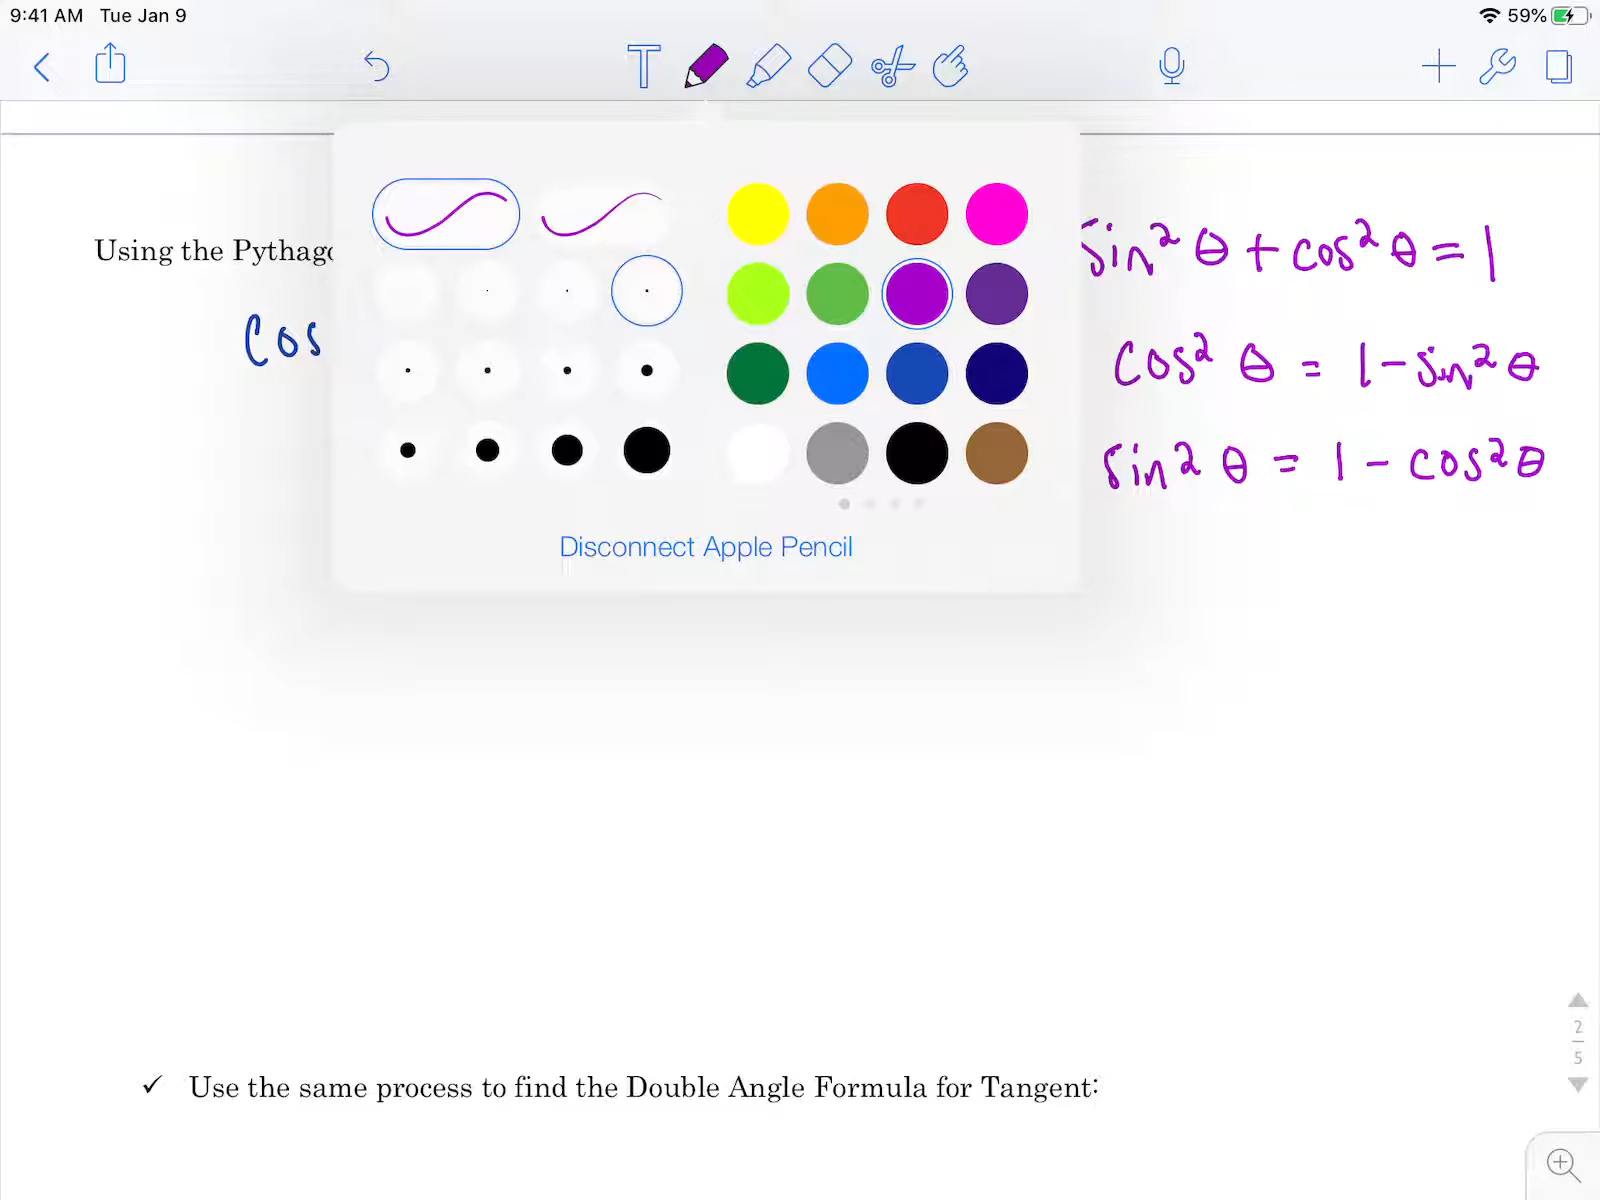 9:41 AM Tue Jan 9 59%
Using the Pythago
sin² θ + cos² θ = 1
cos
cos² θ = 1 - sin² θ
sin² θ = 1 - cos² θ
Disconnect Apple Pencil
2
5
✓ Use the same process to find the Double Angle Formula for Tangent: